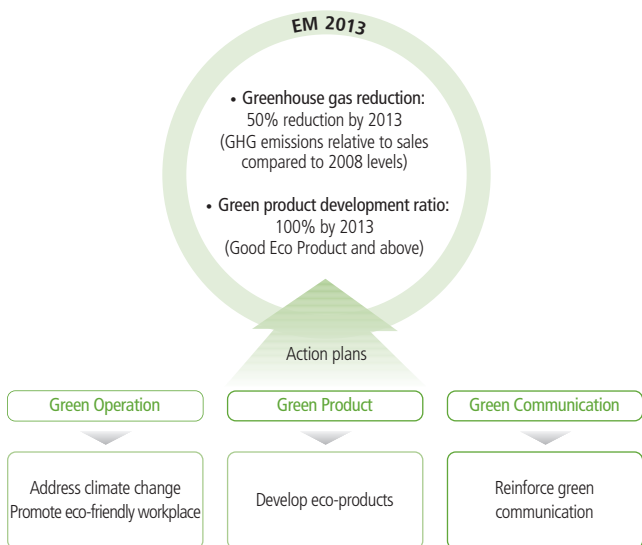 EM 2013
• Greenhouse gas reduction:
50% reduction by 2013
(GHG emissions relative to sales
compared to 2008 levels)
• Green product development ratio:
100% by 2013
(Good Eco Product and above)
Action plans
Green Operation
Green Product
Green Communication
Address climate change
Promote eco-friendly workplace
Develop eco-products
Reinforce green
communication